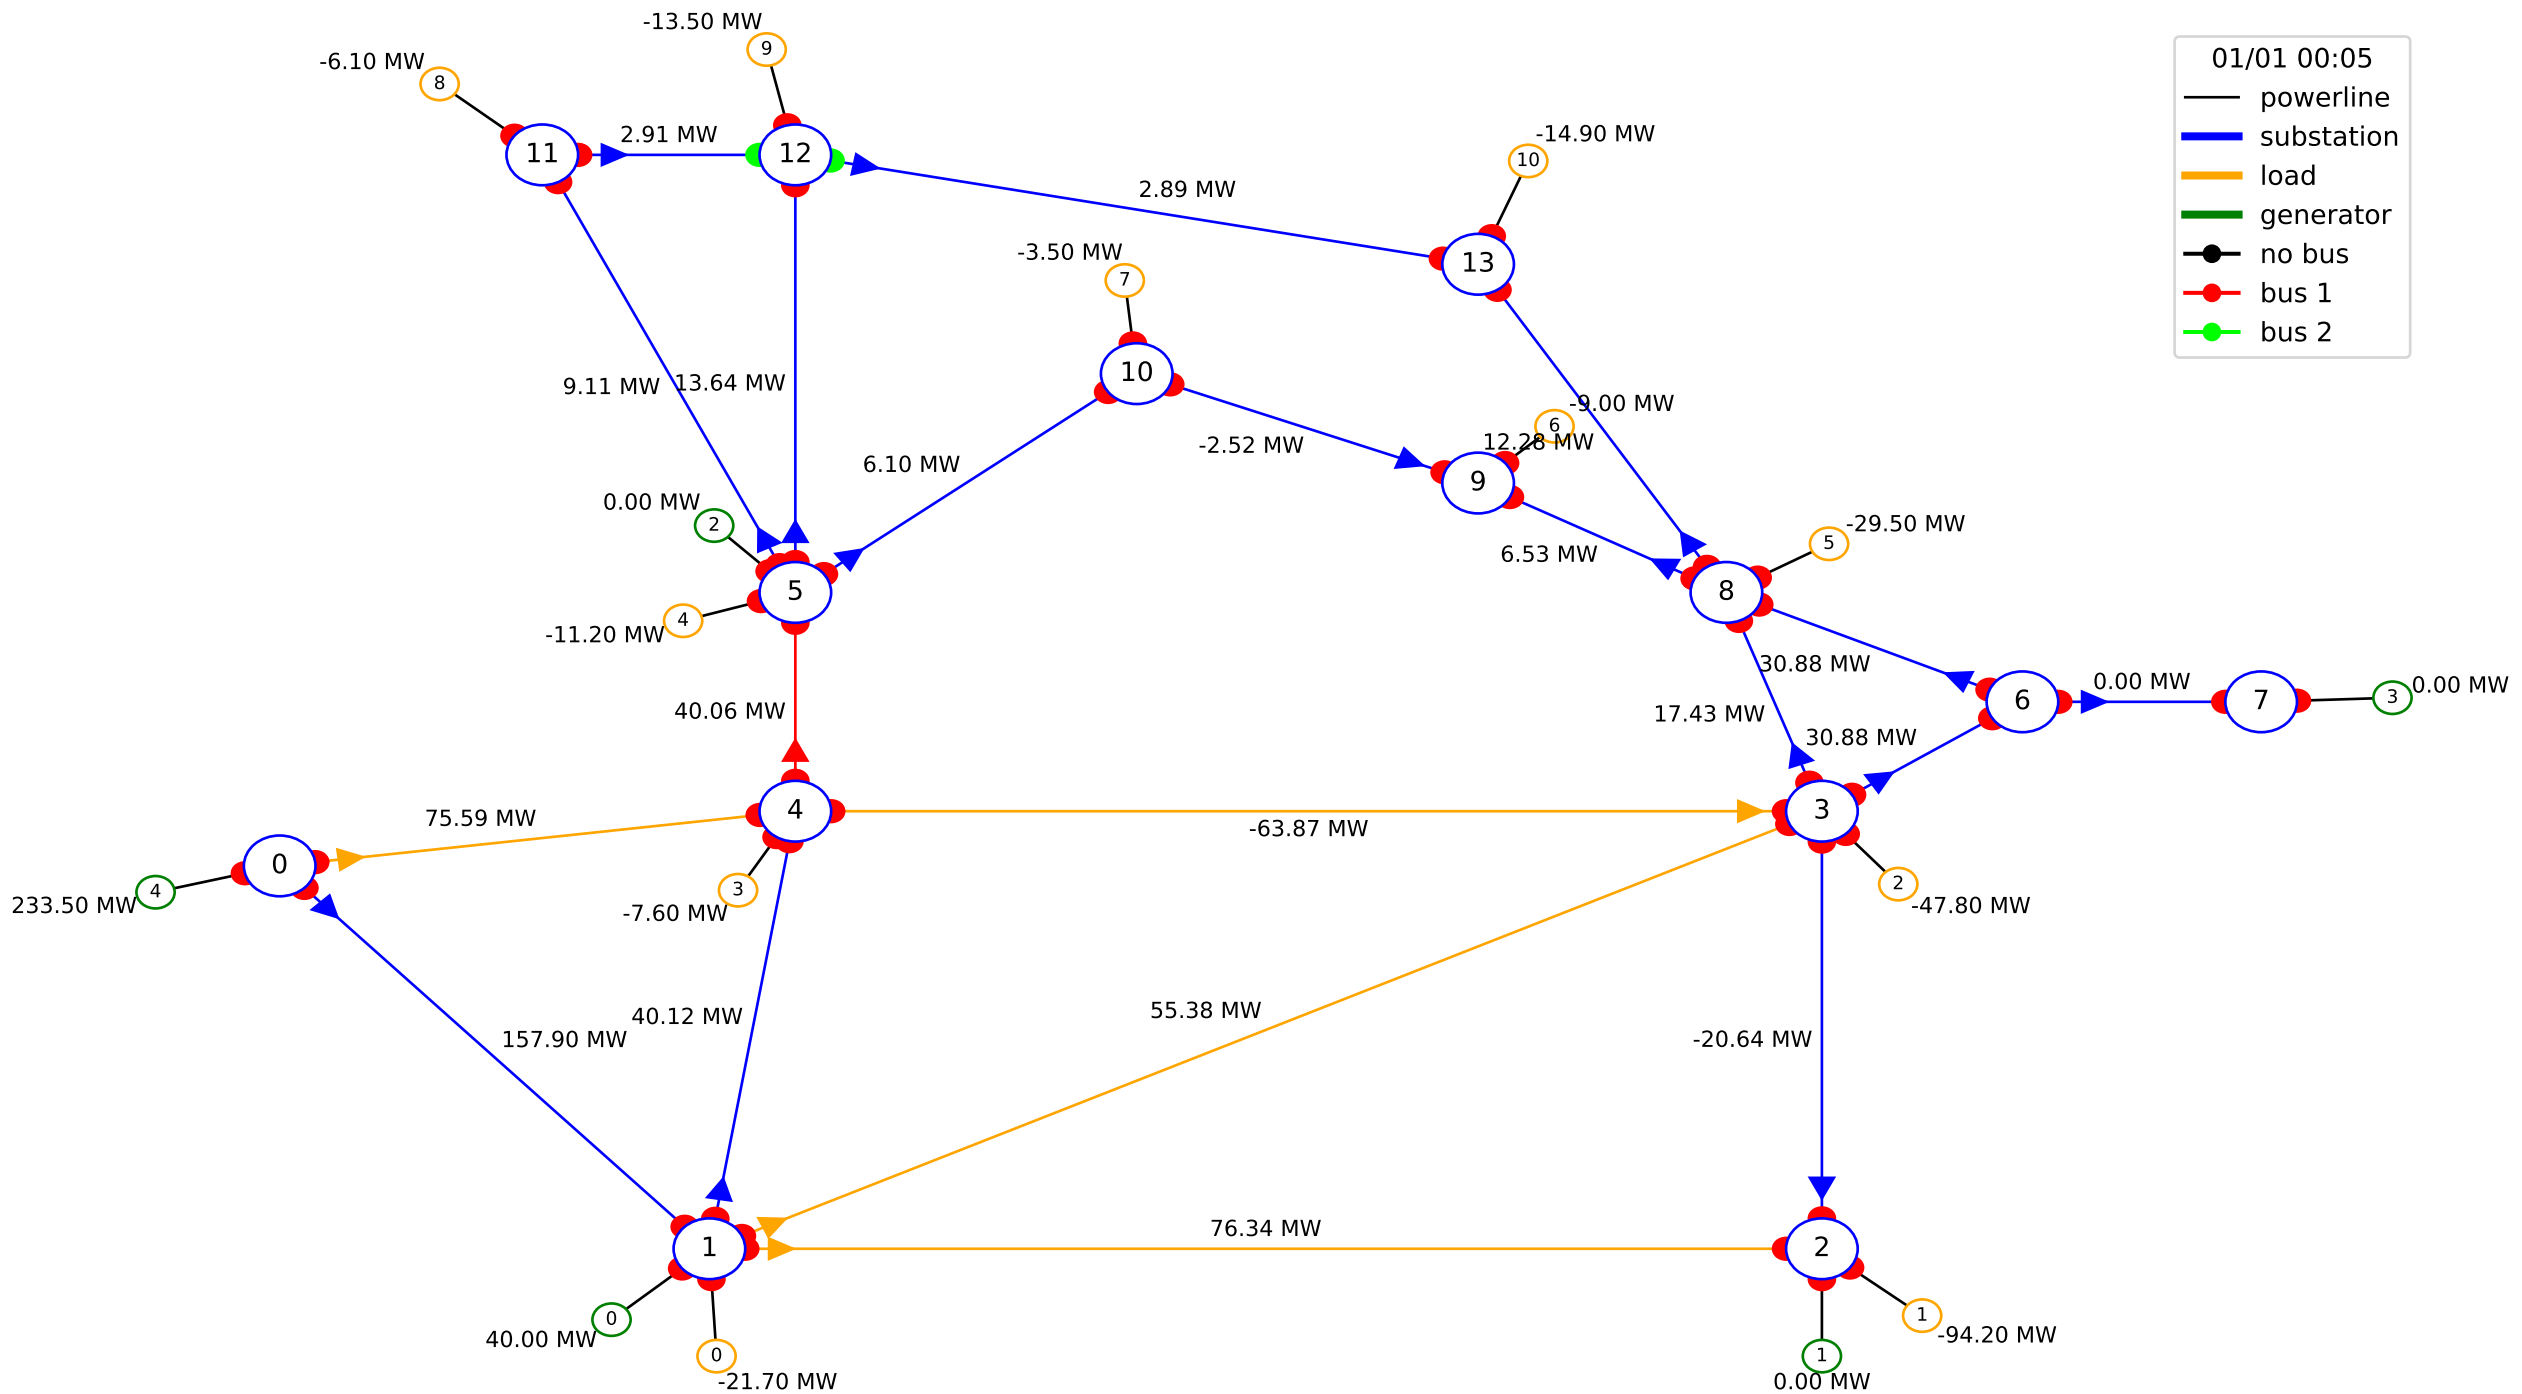 -13.50 MW
9
-6.10 MW
8
01/01 00:05
powerline
substation
load
generator
no bus
bus 1
bus 2
11
2.91 MW
12
-14.90 MW
10
2.89 MW
13
-3.50 MW
7
10
9.11 MW
13.64 MW
-9.00 MW
6
12.28 MW
-2.52 MW
9
6.10 MW
0.00 MW
2
-29.50 MW
5
6.53 MW
5
8
4
-11.20 MW
30.88 MW
0.00 MW
6
7
3
0.00 MW
40.06 MW
17.43 MW
30.88 MW
75.59 MW
4
-63.87 MW
3
0
4
233.50 MW
3
-7.60 MW
2
-47.80 MW
157.90 MW
40.12 MW
55.38 MW
-20.64 MW
76.34 MW
1
2
0
40.00 MW
0
-21.70 MW
1
-94.20 MW
1
0.00 MW